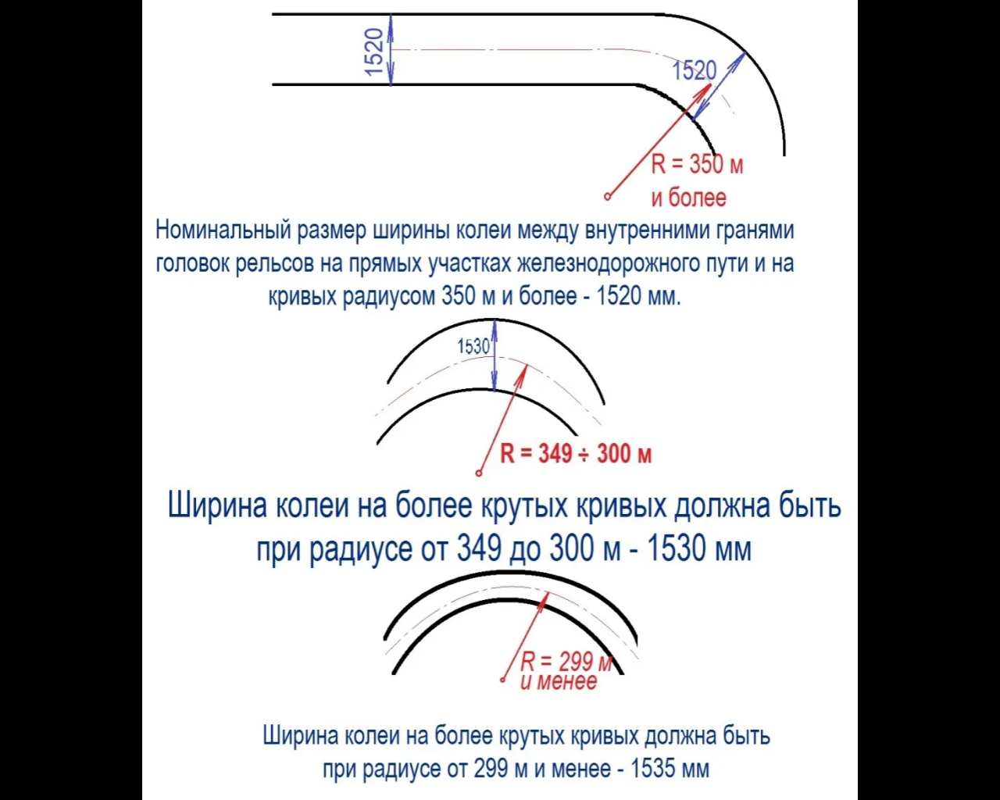 1520
1520
R = 350 м
и более
Номинальный размер ширины колеи между внутренними гранями
головок рельсов на прямых участках железнодорожного пути и на
кривых радиусом 350 м и более - 1520 мм.
1530
R = 349 ÷ 300 м
Ширина колеи на более крутых кривых должна быть
при радиусе от 349 до 300 м - 1530 мм
R = 299 м
и менее
Ширина колеи на более крутых кривых должна быть
при радиусе от 299 м и менее - 1535 мм